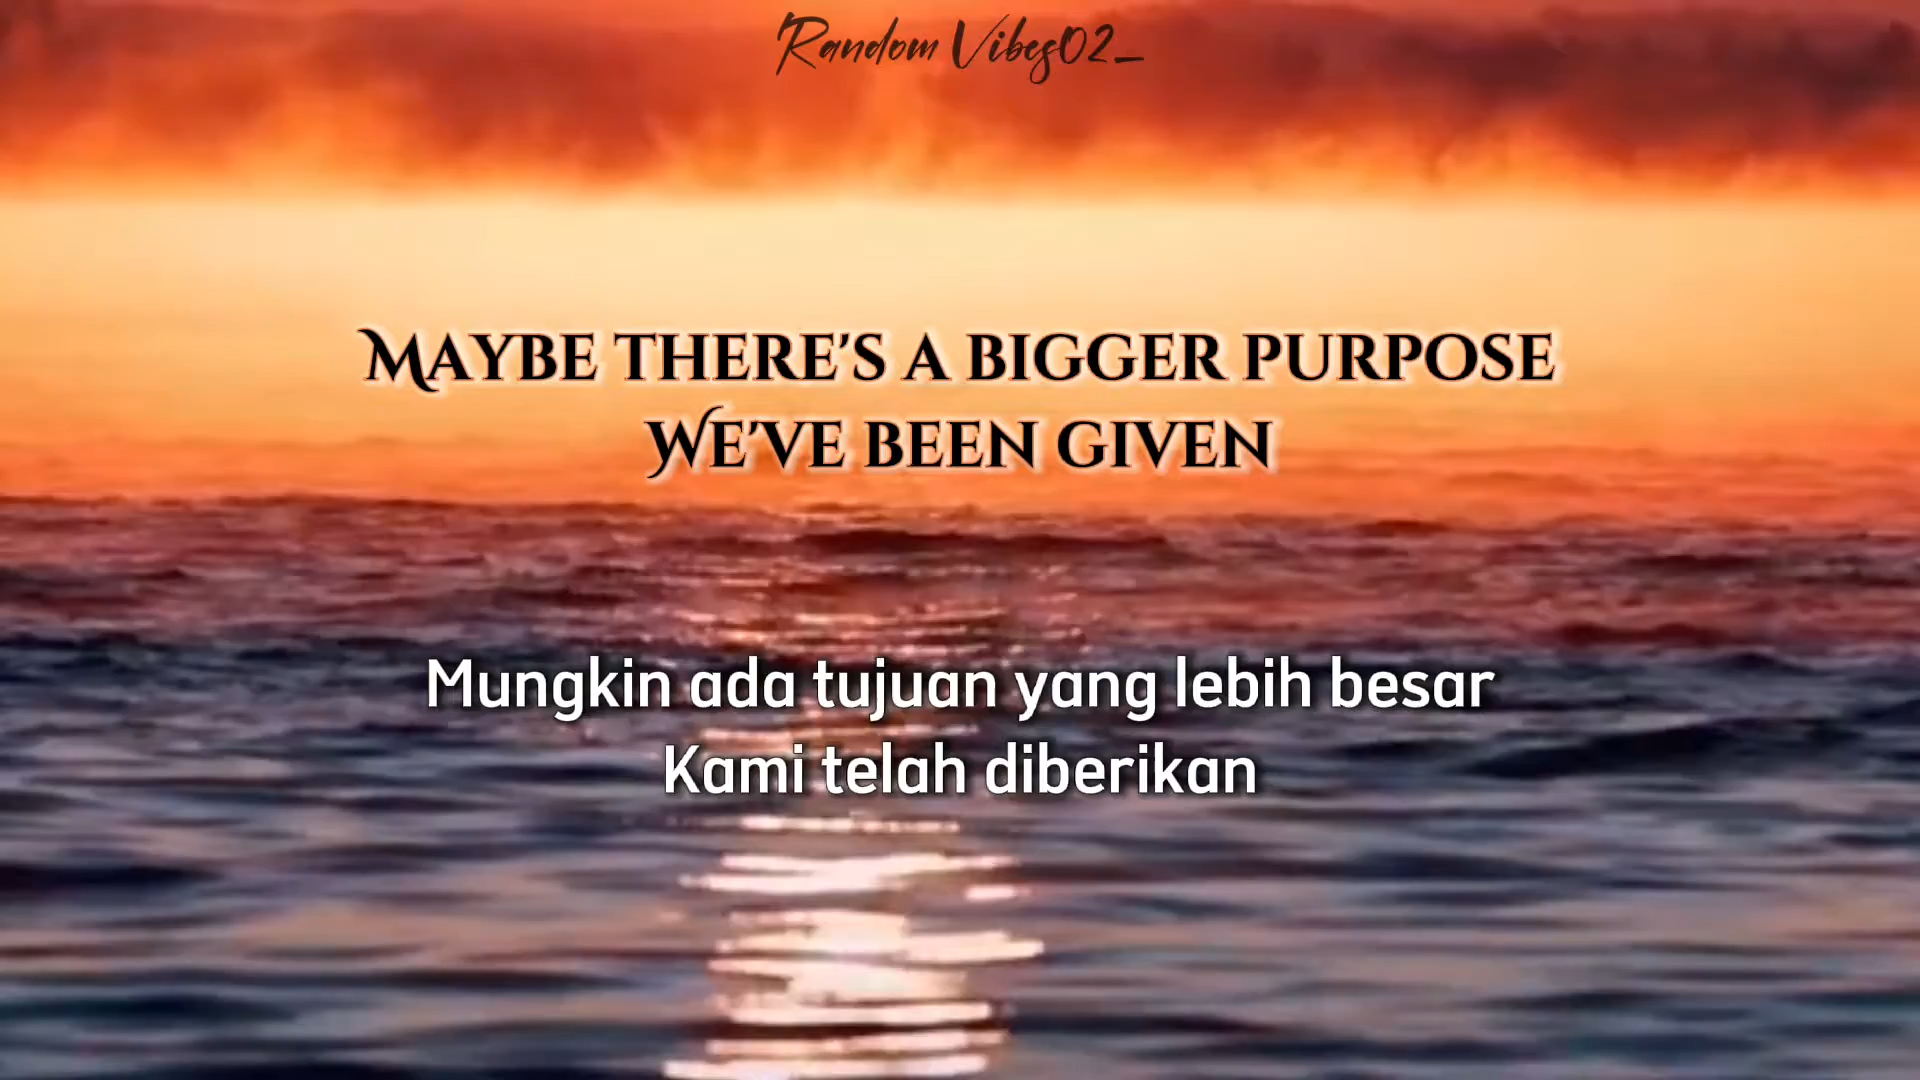 Random Vibes02_
MAYBE THERE'S A BIGGER PURPOSE
WE'VE BEEN GIVEN
Mungkin ada tujuan yang lebih besar
Kami telah diberikan